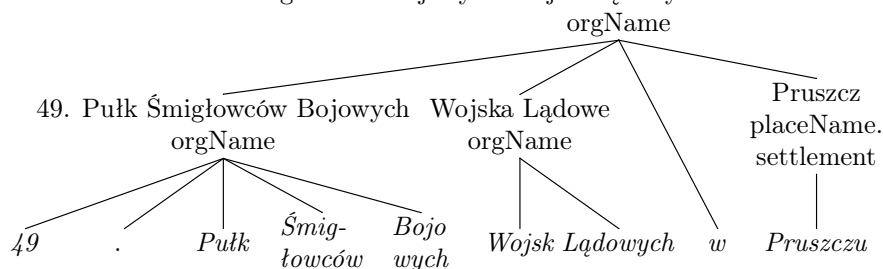 orgName
49. Pułk Śmigłowców Bojowych Wojska Lądowe Pruszcz
orgName orgName placeName.
settlement
49 . Pułk Śmig- Bojo Wojsk Lądowych w Pruszczu
łowców wych